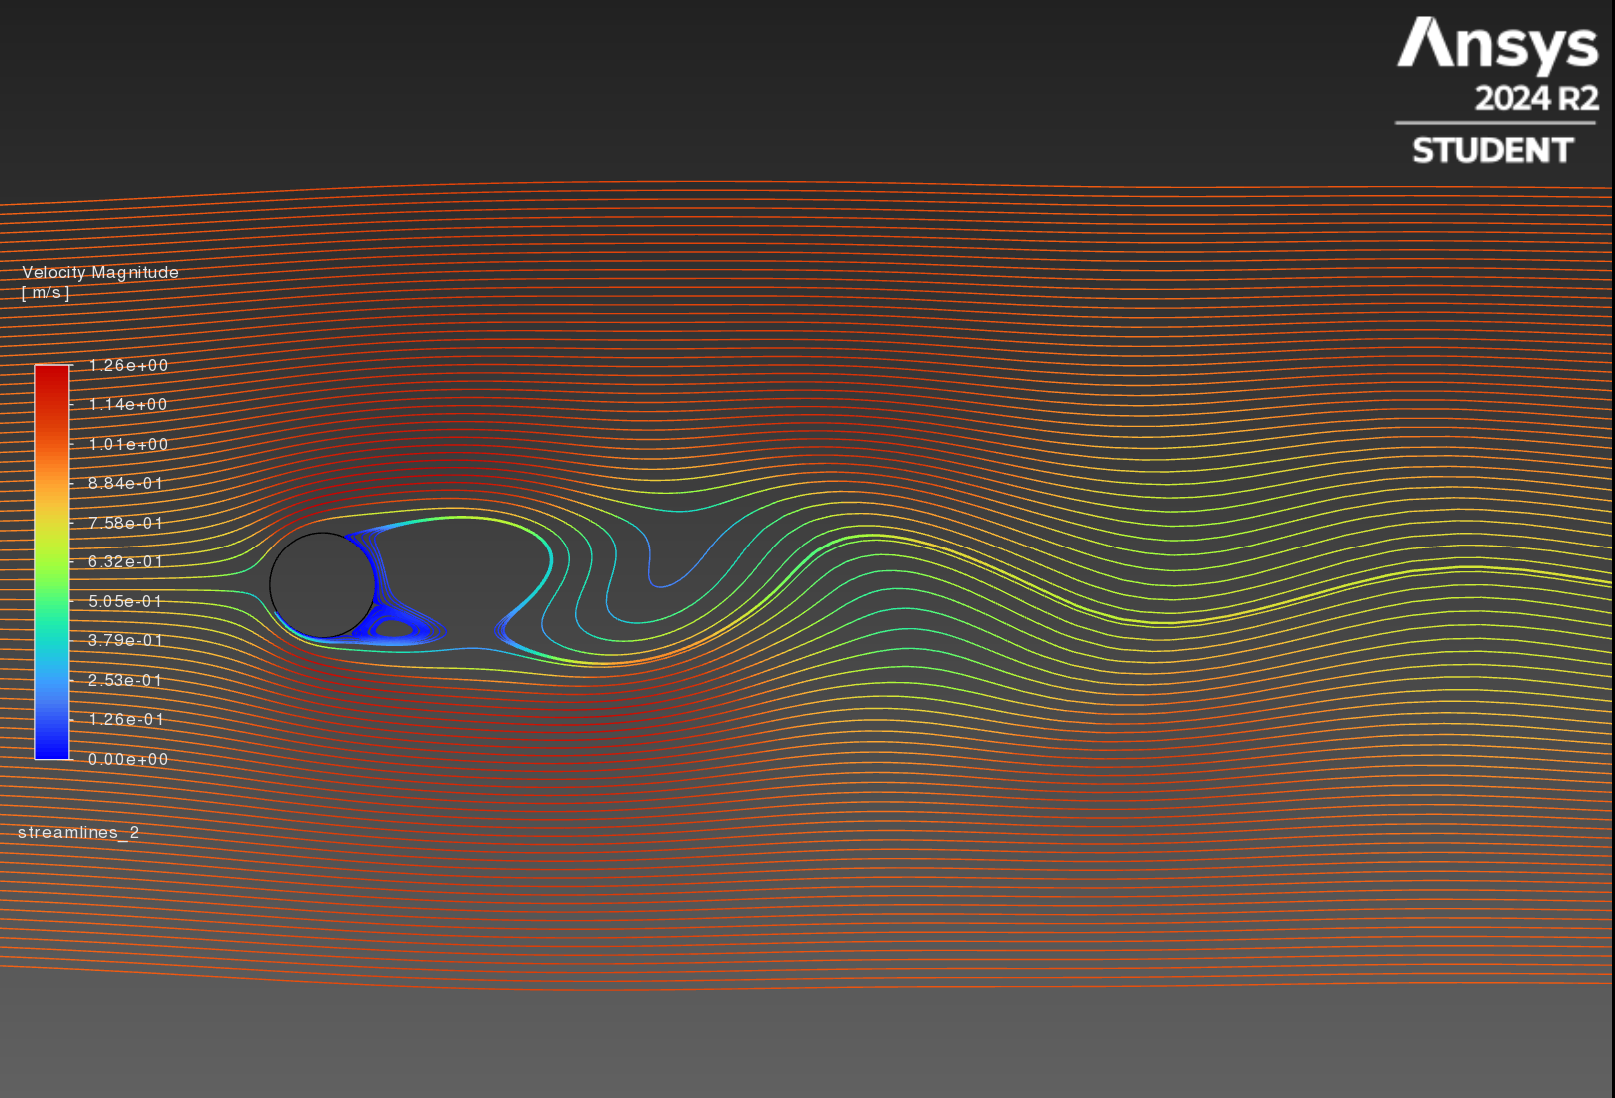 Ansys
2024 R2
STUDENT
Velocity Magnitude
[ m/s ]
1.26e+00
1.14e+00
1.01e+00
8.84e-01
7.58e-01
6.32e-01
5.05e-01
3.79e-01
2.53e-01
1.26e-01
0.00e+00
streamlines_2